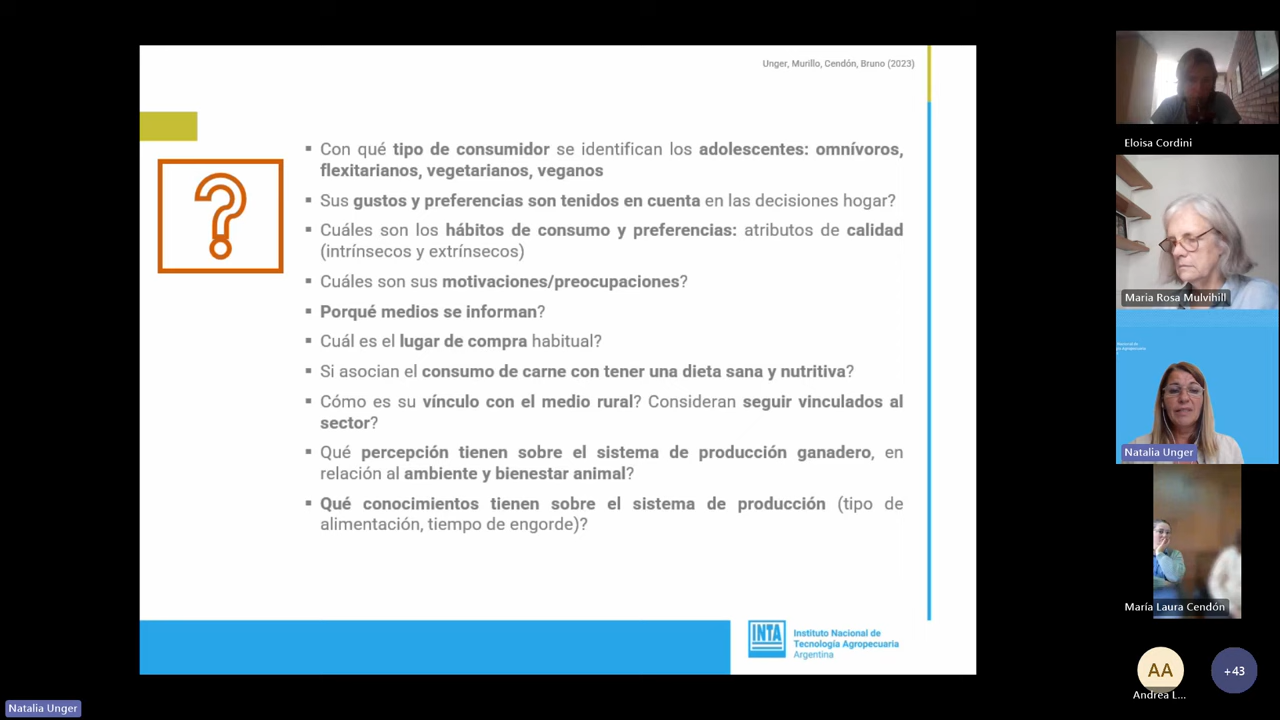 Unger, Murillo, Cendón, Bruno (2023)
▪ Con qué tipo de consumidor se identifican los adolescentes: omnívoros,
flexitarianos, vegetarianos, veganos
▪ Sus gustos y preferencias son tenidos en cuenta en las decisiones hogar?
▪ Cuáles son los hábitos de consumo y preferencias: atributos de calidad
(intrínsecos y extrínsecos)
▪ Cuáles son sus motivaciones/preocupaciones?
▪ Porqué medios se informan?
▪ Cuál es el lugar de compra habitual?
▪ Si asocian el consumo de carne con tener una dieta sana y nutritiva?
▪ Cómo es su vínculo con el medio rural? Consideran seguir vinculados al
sector?
▪ Qué percepción tienen sobre el sistema de producción ganadero, en
relación al ambiente y bienestar animal?
▪ Qué conocimientos tienen sobre el sistema de producción (tipo de
alimentación, tiempo de engorde)?
INTA
Instituto Nacional de
Tecnología Agropecuaria
Argentina
Eloisa Cordini
Maria Rosa Mulvihill
Natalia Unger
María Laura Cendón
AA
Andrea L...
+43
Natalia Unger